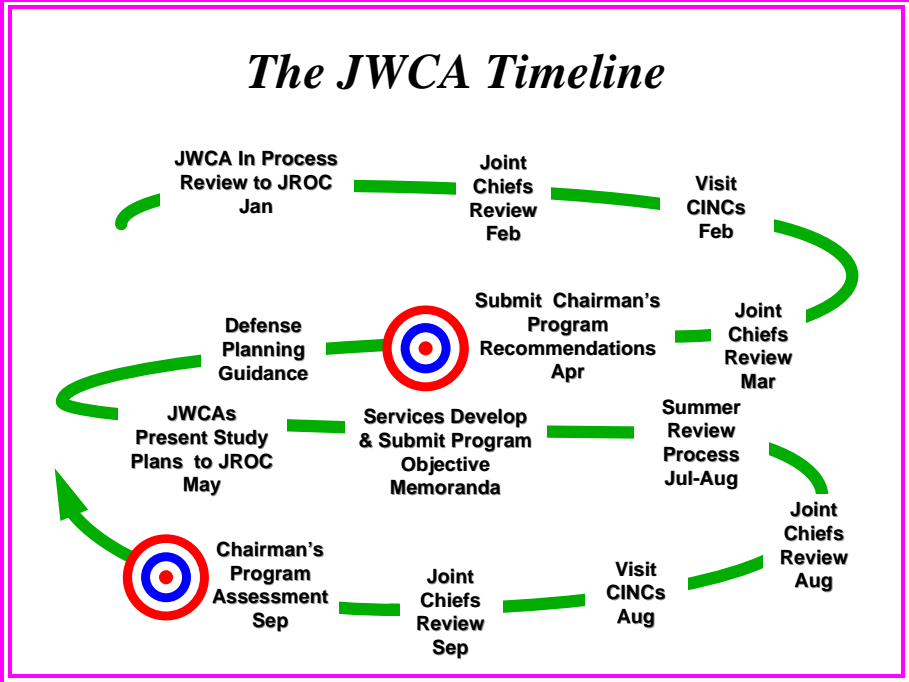 The JWCA Timeline
JWCA In Process
Review to JROC
Jan
Joint
Chiefs
Review
Feb
Visit
CINCs
Feb
Joint
Chiefs
Review
Mar
Submit  Chairman's
Program
Recommendations
Apr
Defense
Planning
Guidance
JWCAs
Present Study
Plans  to JROC
May
Services Develop
& Submit Program
Objective
Memoranda
Summer
Review
Process
Jul-Aug
Joint
Chiefs
Review
Aug
Visit
CINCs
Aug
Joint
Chiefs
Review
Sep
Chairman's
Program
Assessment
Sep